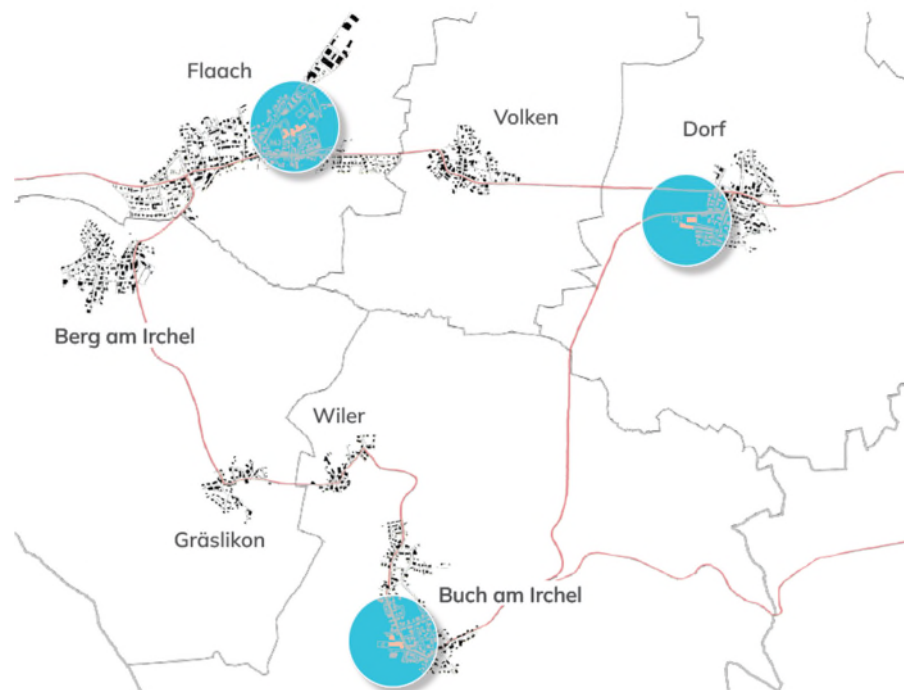 Flaach
Volken
Dorf
Berg am Irchel
Wiler
Gräslikon
Buch am Irchel